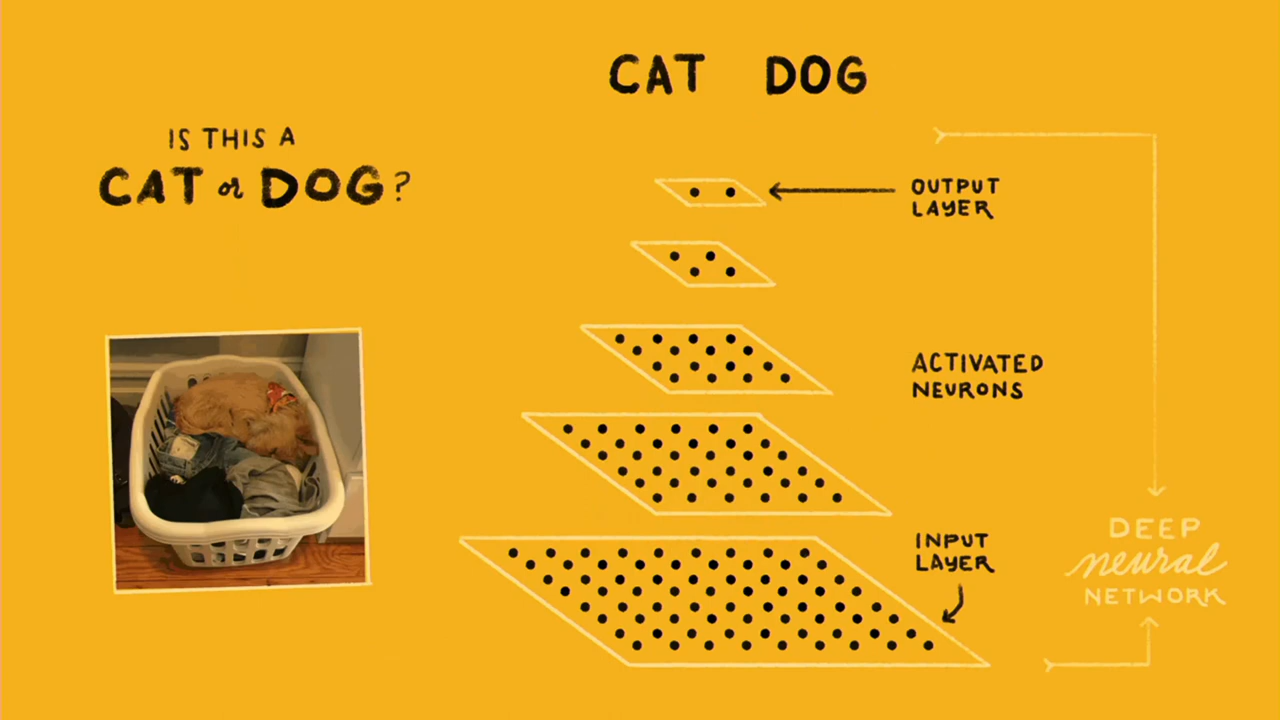 CAT DOG
IS THIS A
CAT or DOG?
OUTPUT
LAYER
ACTIVATED
NEURONS
INPUT
LAYER
DEEP
neural
NETWORK